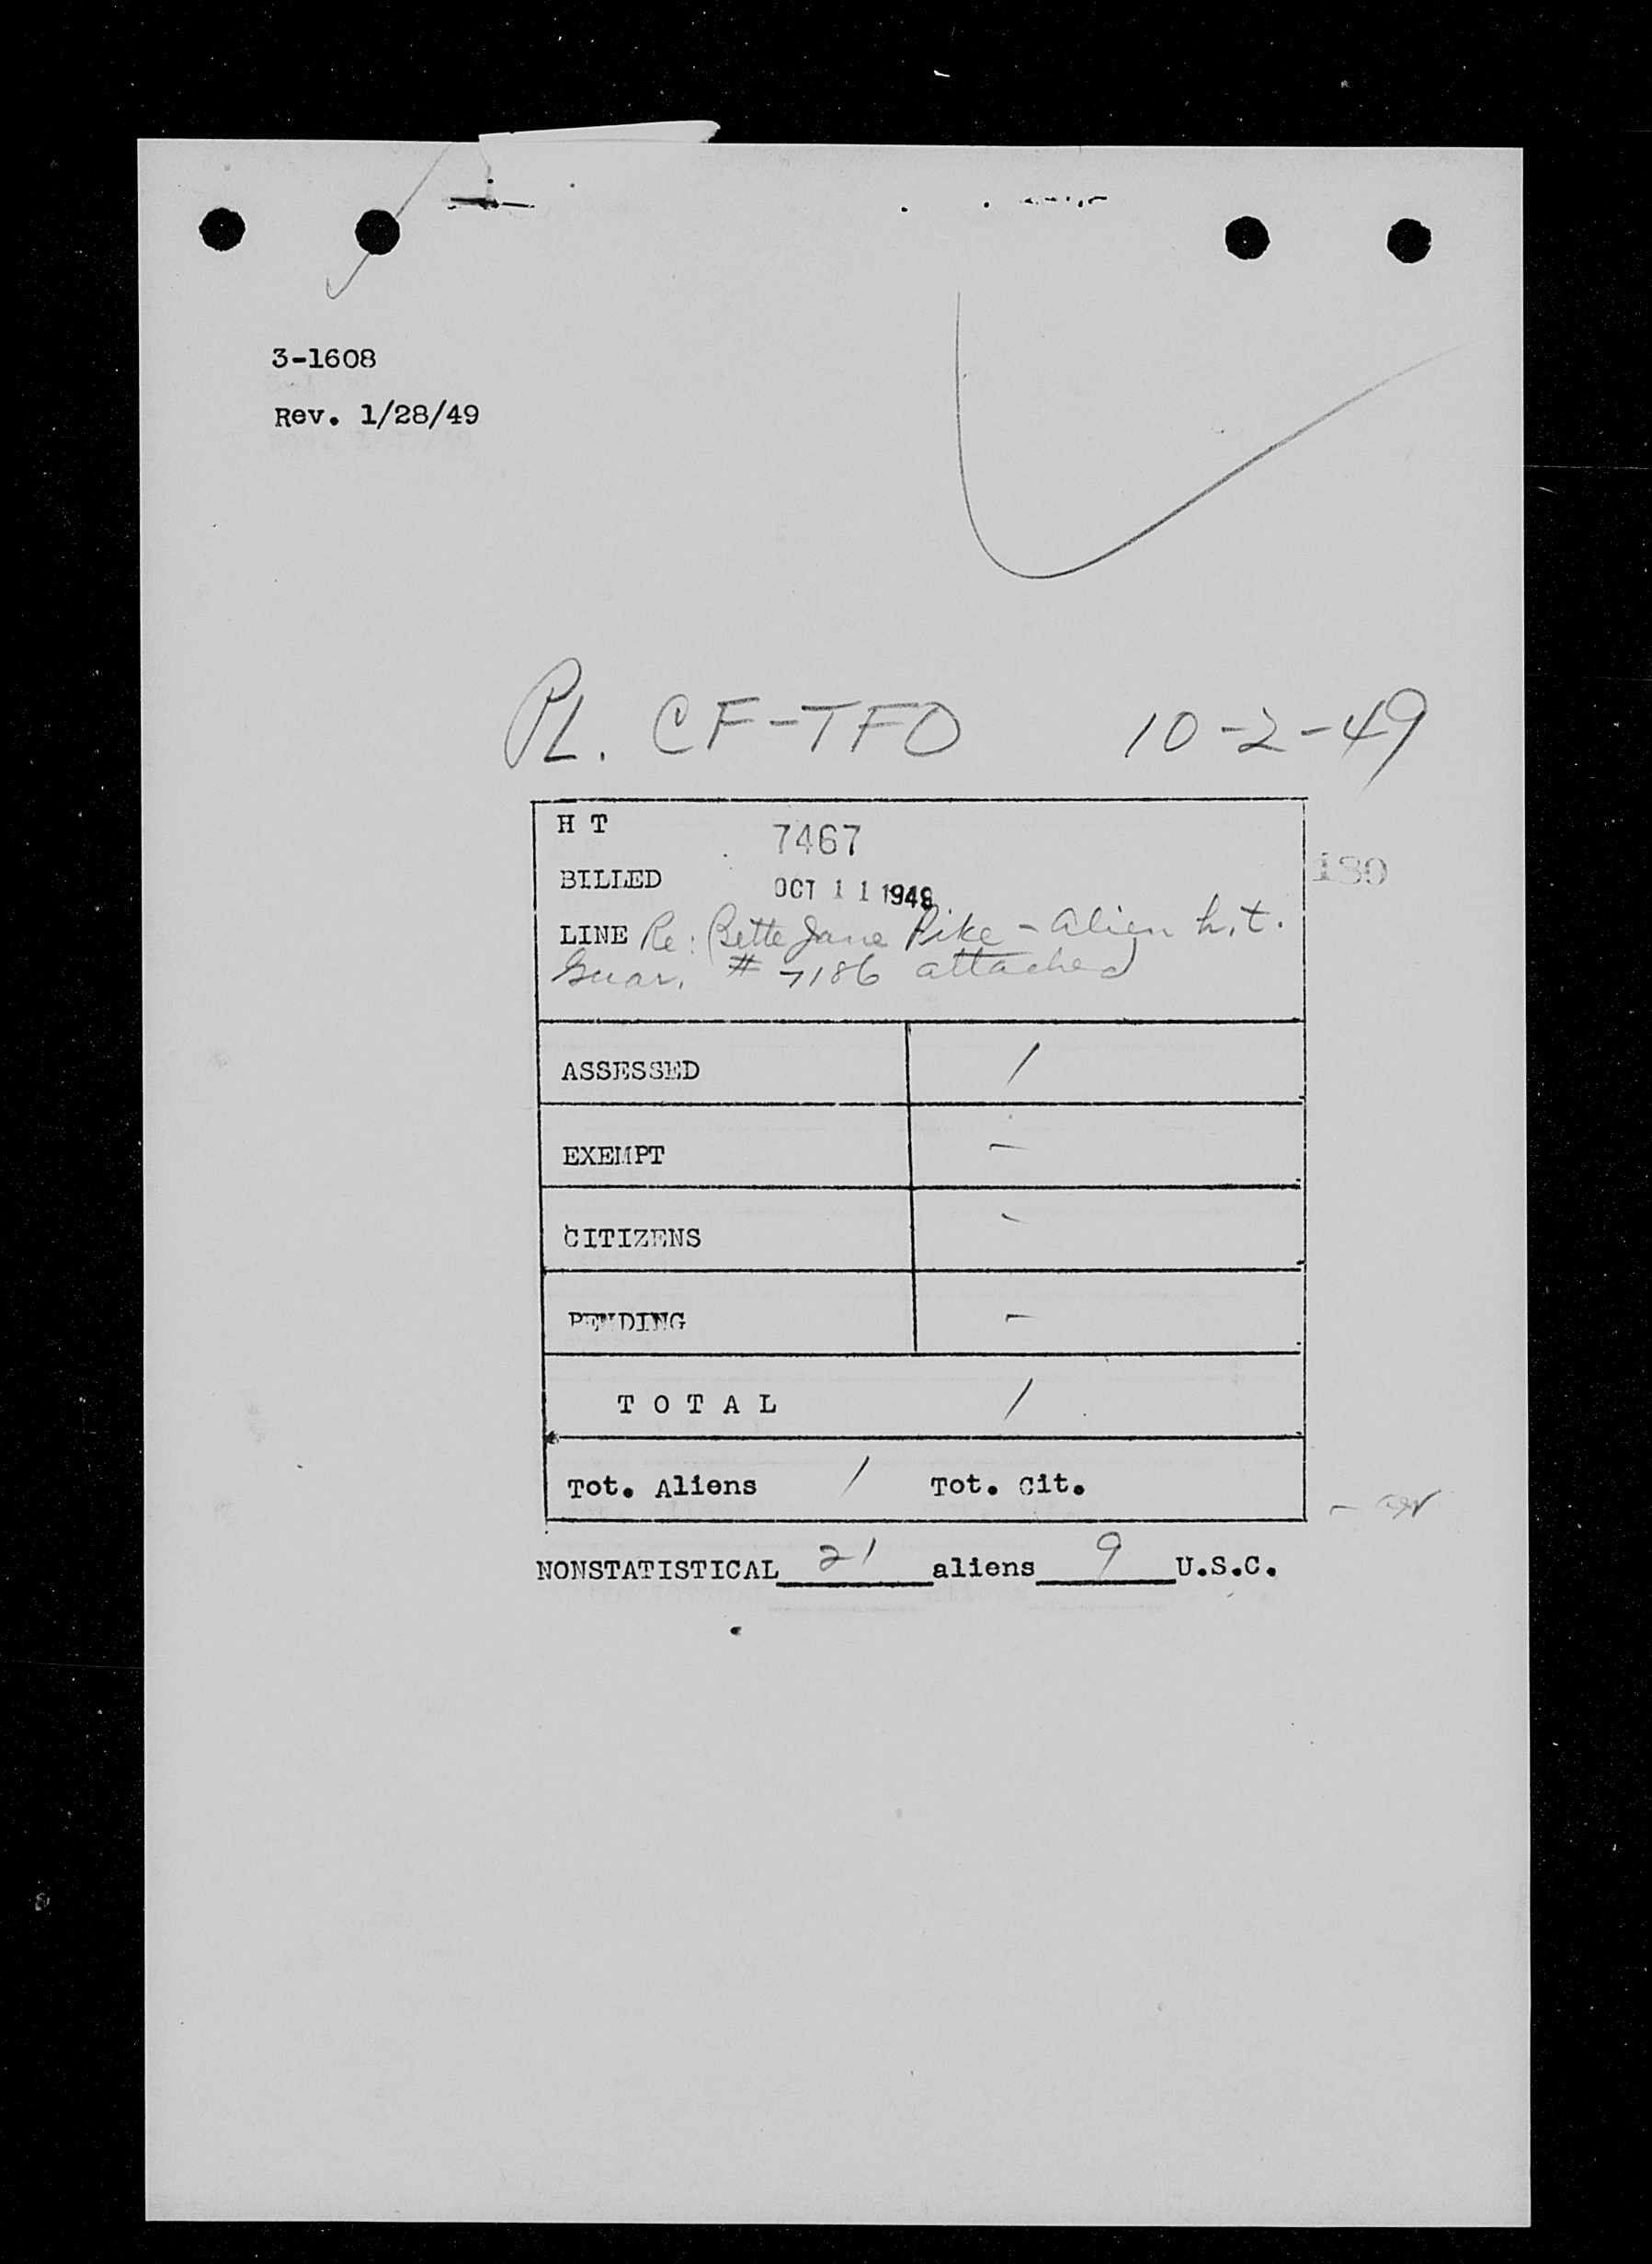 3-1608
Rev. 1/28/49
PL. CF-TFO 10-2-49
H T 7467
BILLED OCT 11 1949
180
LINE Re: Bette Jane Pike - Alien h.t.
Guar. # 7186 attached
ASSESSED 1
EXEMPT -
CITIZENS -
PENDING -
T O T A L 1
Tot. Aliens 1 Tot. Cit. -
NONSTATISTICAL 21 aliens 9 U.S.C.